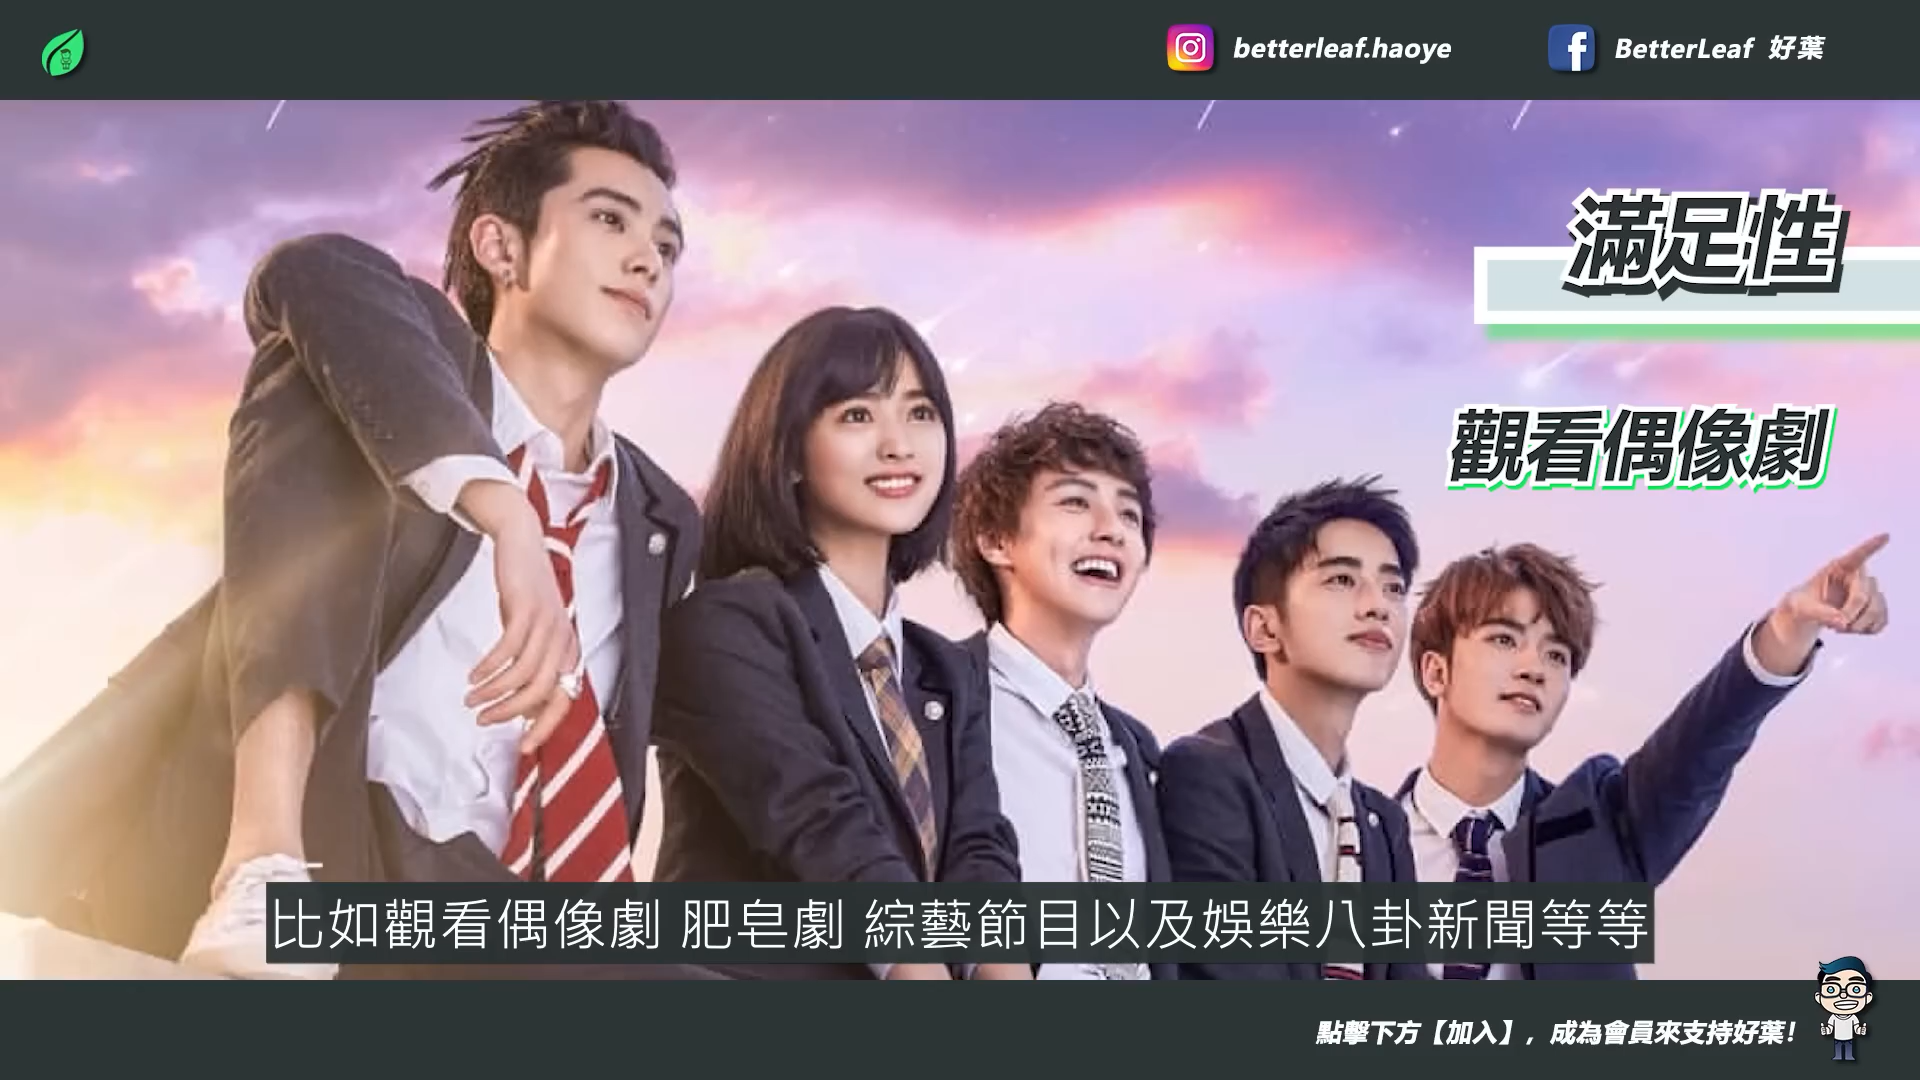 betterleaf.haoye
BetterLeaf 好葉
滿足性
觀看偶像劇
比如觀看偶像劇 肥皂劇 綜藝節目以及娛樂八卦新聞等等
點擊下方【加入】，成為會員來支持好葉！